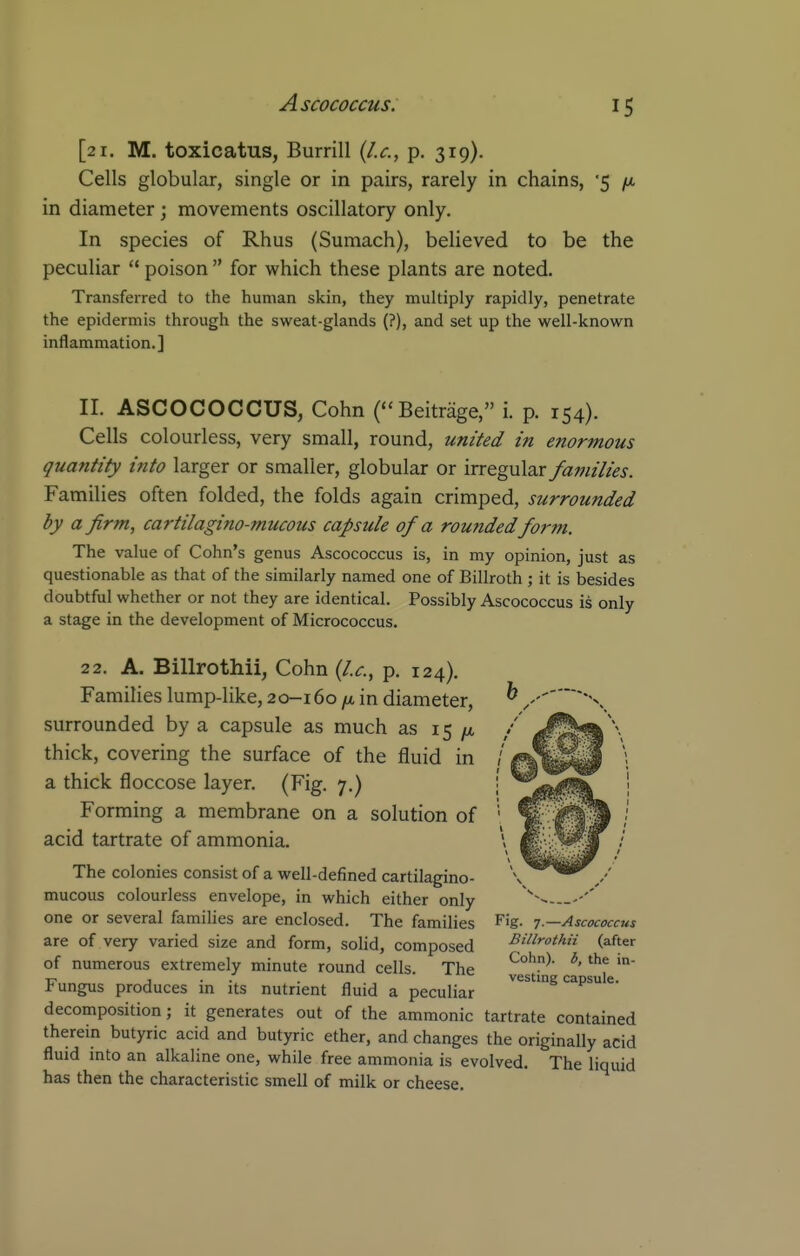 Ascococcus. 15
[21. M. toxicatus, Burrill (l.c., p. 319).
Cells globular, single or in pairs, rarely in chains, ·5 μ
in diameter; movements oscillatory only.
In species of Rhus (Sumach), believed to be the
peculiar “poison” for which these plants are noted.
Transferred to the human skin, they multiply rapidly, penetrate
the epidermis through the sweat-glands (?), and set up the well-known
inflammation.]
II. ASCOCOCCUS, Cohn (“Beiträge,” i. p. 154).
Cells colourless, very small, round, united in enormous
quantity into larger or smaller, globular or irregular families.
Families often folded, the folds again crimped, surrounded
by a firm, cartilagino-mucous capsule of a rounded form.
The value of Cohn’s genus Ascococcus is, in my opinion, just as
questionable as that of the similarly named one of Billroth; it is besides
doubtful whether or not they are identical. Possibly Ascococcus is only
a stage in the development of Micrococcus.
22. A. Billrothii, Cohn (l.c., p. 124).
Families lump-like, 20–160 μ in diameter,
surrounded by a capsule as much as 15 μ
thick, covering the surface of the fluid in
a thick floccose layer. (Fig. 7.)
Forming a membrane on a solution of
acid tartrate of ammonia.
The colonies consist of a well-defined cartilagino-
mucous colourless envelope, in which either only
one or several families are enclosed. The families
are of very varied size and form, solid, composed
of numerous extremely minute round cells. The
Fungus produces in its nutrient fluid a peculiar
decomposition; it generates out of the ammonic tartrate contained
therein butyric acid and butyric ether, and changes the originally acid
fluid into an alkaline one, while free ammonia is evolved. The liquid
has then the characteristic smell of milk or cheese.
b
Fig. 7.—Ascococcus
Billrothii (after
Cohn). b, the in-
vesting capsule.